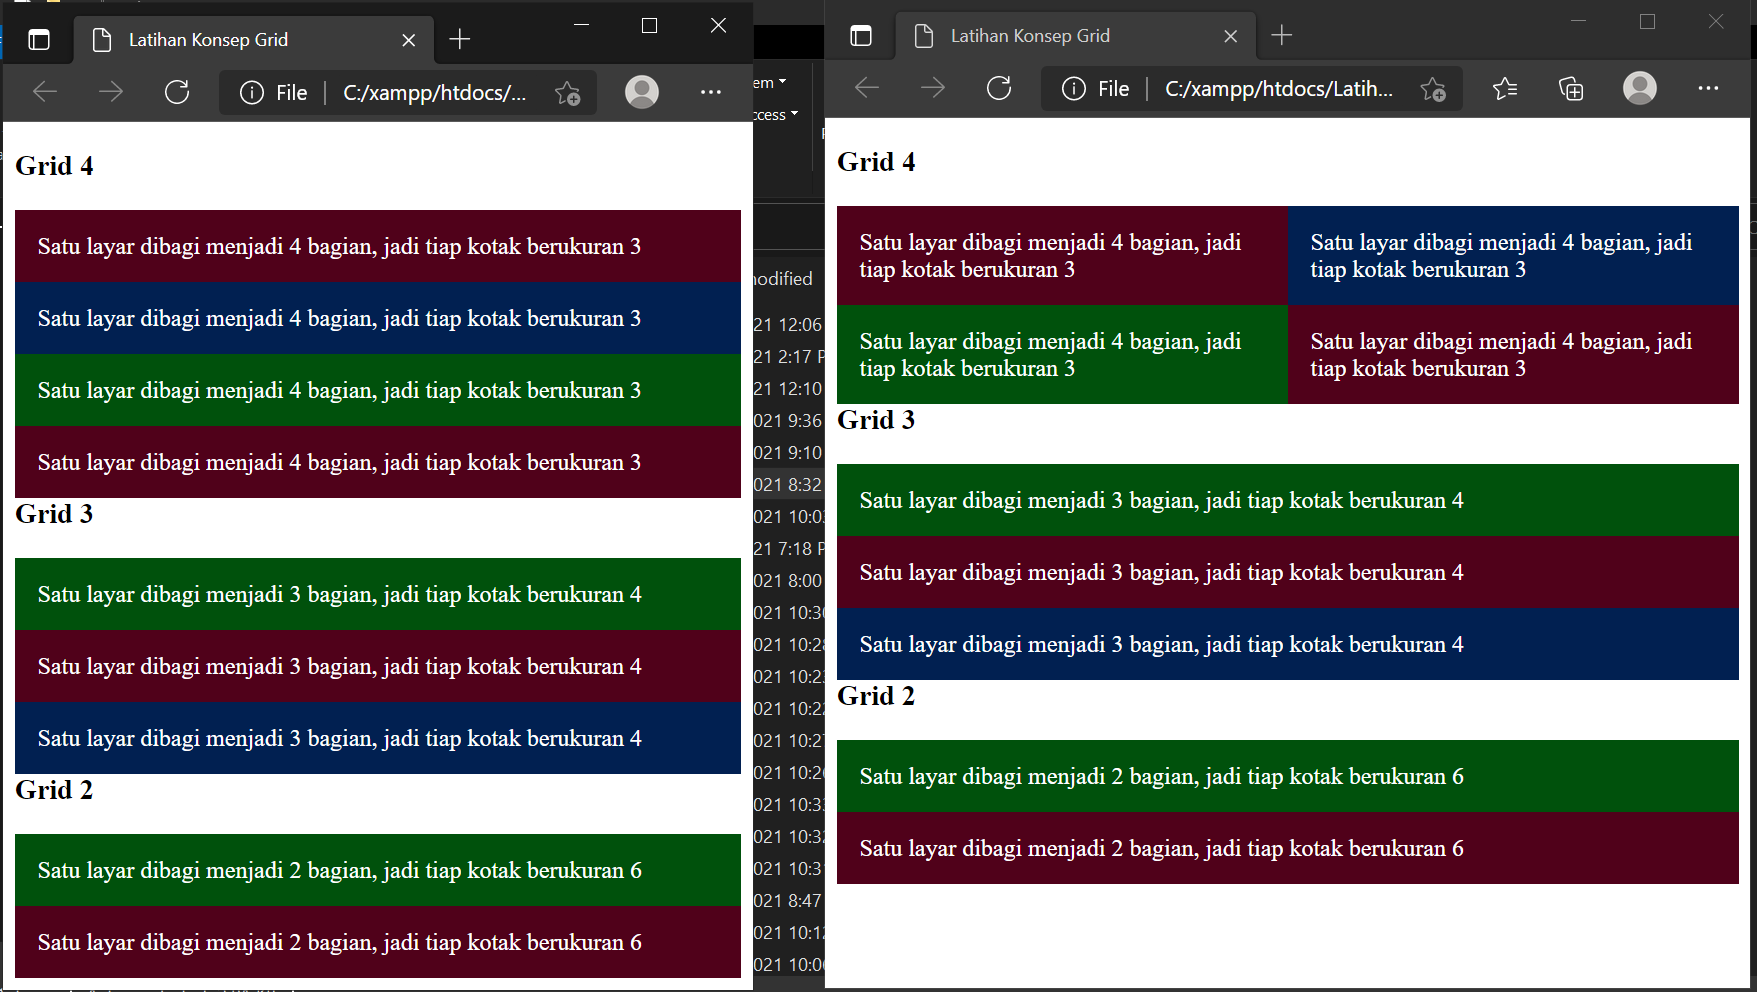 Latihan Konsep Grid
File
C:/xampp/htdocs/...
Grid 4
Satu layar dibagi menjadi 4 bagian, jadi tiap kotak berukuran 3
Satu layar dibagi menjadi 4 bagian, jadi tiap kotak berukuran 3
Satu layar dibagi menjadi 4 bagian, jadi tiap kotak berukuran 3
Satu layar dibagi menjadi 4 bagian, jadi tiap kotak berukuran 3
Grid 3
Satu layar dibagi menjadi 3 bagian, jadi tiap kotak berukuran 4
Satu layar dibagi menjadi 3 bagian, jadi tiap kotak berukuran 4
Satu layar dibagi menjadi 3 bagian, jadi tiap kotak berukuran 4
Grid 2
Satu layar dibagi menjadi 2 bagian, jadi tiap kotak berukuran 6
Satu layar dibagi menjadi 2 bagian, jadi tiap kotak berukuran 6
em
ccess
odified
21 12:06
21 2:17 P
21 12:10
021 9:36
021 9:10
021 8:32
021 10:03
21 7:18 P
021 8:00
021 10:30
021 10:28
021 10:23
021 10:22
021 10:27
021 10:26
021 10:33
021 10:32
021 10:31
021 8:47
021 10:12
021 10:06
Latihan Konsep Grid
File
C:/xampp/htdocs/Latih...
Grid 4
Satu layar dibagi menjadi 4 bagian, jadi
tiap kotak berukuran 3
Satu layar dibagi menjadi 4 bagian, jadi
tiap kotak berukuran 3
Satu layar dibagi menjadi 4 bagian, jadi
tiap kotak berukuran 3
Satu layar dibagi menjadi 4 bagian, jadi
tiap kotak berukuran 3
Grid 3
Satu layar dibagi menjadi 3 bagian, jadi tiap kotak berukuran 4
Satu layar dibagi menjadi 3 bagian, jadi tiap kotak berukuran 4
Satu layar dibagi menjadi 3 bagian, jadi tiap kotak berukuran 4
Grid 2
Satu layar dibagi menjadi 2 bagian, jadi tiap kotak berukuran 6
Satu layar dibagi menjadi 2 bagian, jadi tiap kotak berukuran 6